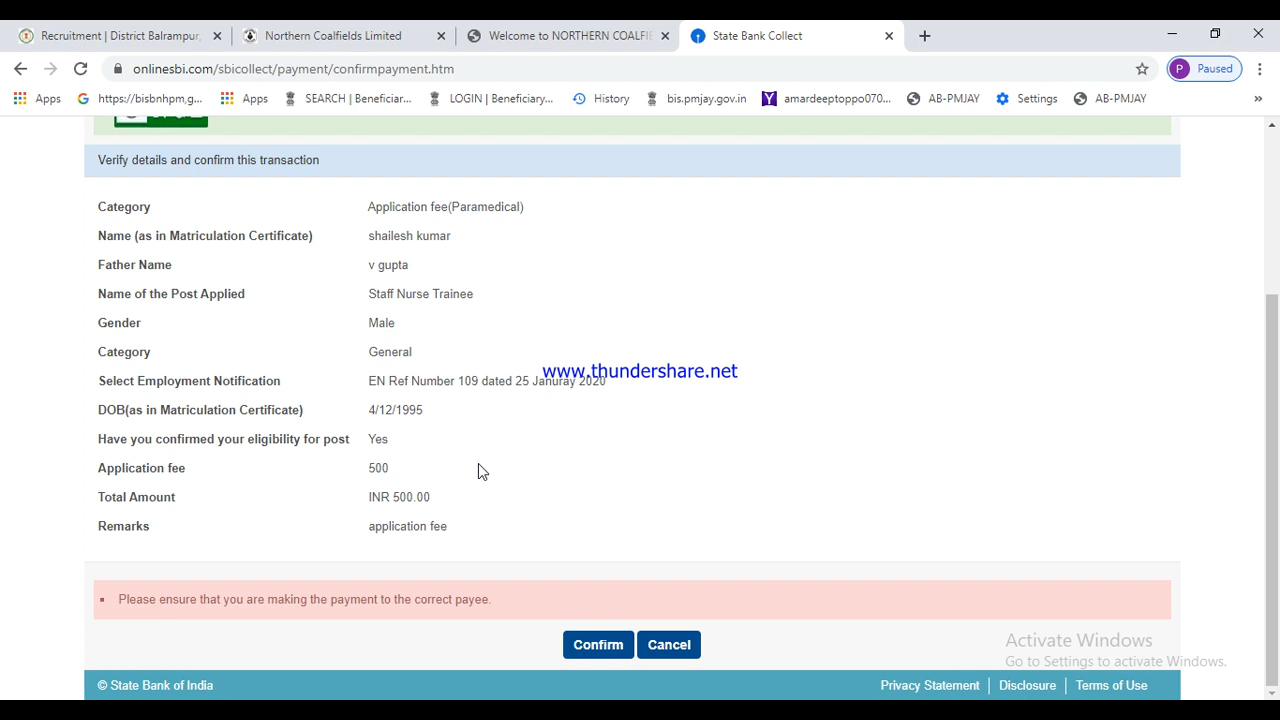 Recruitment | District Balrampur,
Northern Coalfields Limited
Welcome to NORTHERN COALFIE
State Bank Collect
onlinesbi.com/sbicollect/payment/confirmpayment.htm
P Paused
Apps
https://bisbnhpm,g...
Apps
SEARCH | Beneficiar...
LOGIN | Beneficiary...
History
bis.pmjay.gov.in
amardeeptoppo070...
AB-PMJAY
Settings
AB-PMJAY
Verify details and confirm this transaction
Category Application fee(Paramedical)
Name (as in Matriculation Certificate) shailesh kumar
Father Name v gupta
Name of the Post Applied Staff Nurse Trainee
Gender Male
Category General
www.thundershare.net
Select Employment Notification EN Ref Number 109 dated 25 Januray 2020
DOB(as in Matriculation Certificate) 4/12/1995
Have you confirmed your eligibility for post Yes
Application fee 500
Total Amount INR 500.00
Remarks application fee
Please ensure that you are making the payment to the correct payee.
Confirm Cancel
Activate Windows
Go to Settings to activate Windows.
© State Bank of India
Privacy Statement Disclosure Terms of Use